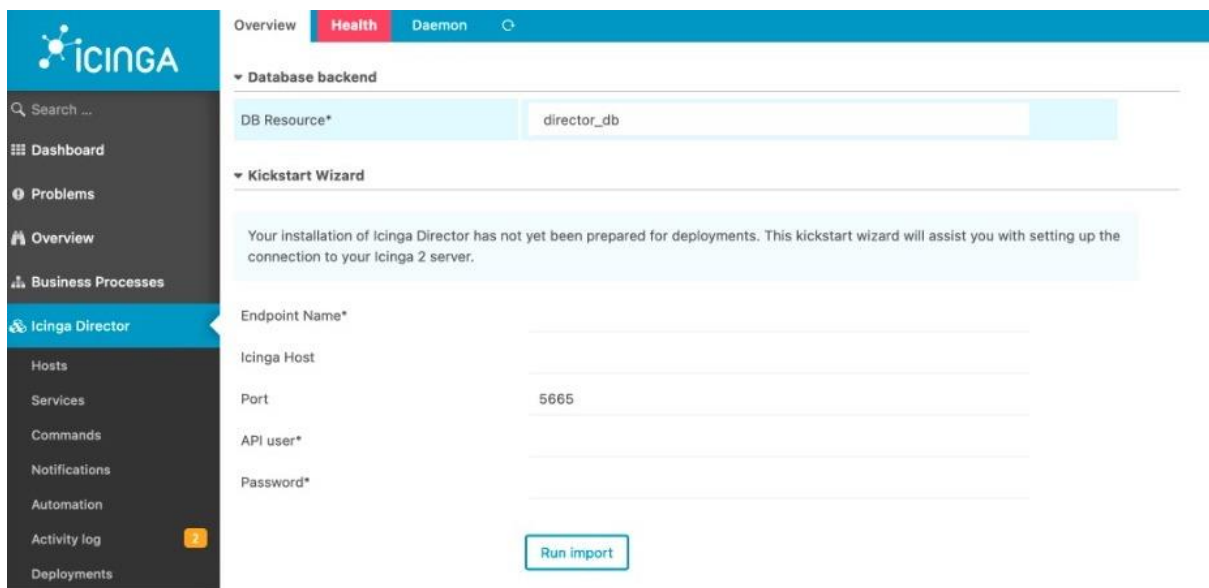 ICINGA
Search ...
Dashboard
Problems
Overview
Business Processes
Icinga Director
Hosts
Services
Commands
Notifications
Automation
Activity log 2
Deployments
Overview Health Daemon
Database backend
DB Resource* director_db
Kickstart Wizard
Your installation of Icinga Director has not yet been prepared for deployments. This kickstart wizard will assist you with setting up the
connection to your Icinga 2 server.
Endpoint Name*
Icinga Host
Port 5665
API user*
Password*
Run import